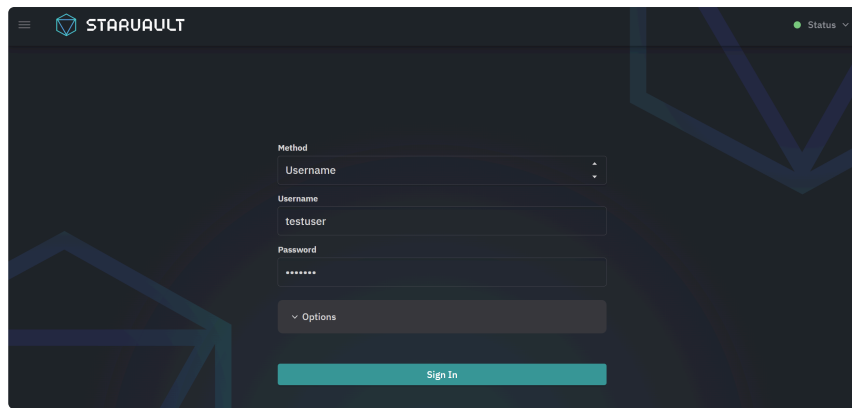 STARVAULT
Status
Method
Username
Username
testuser
Password
•••••••
Options
Sign In